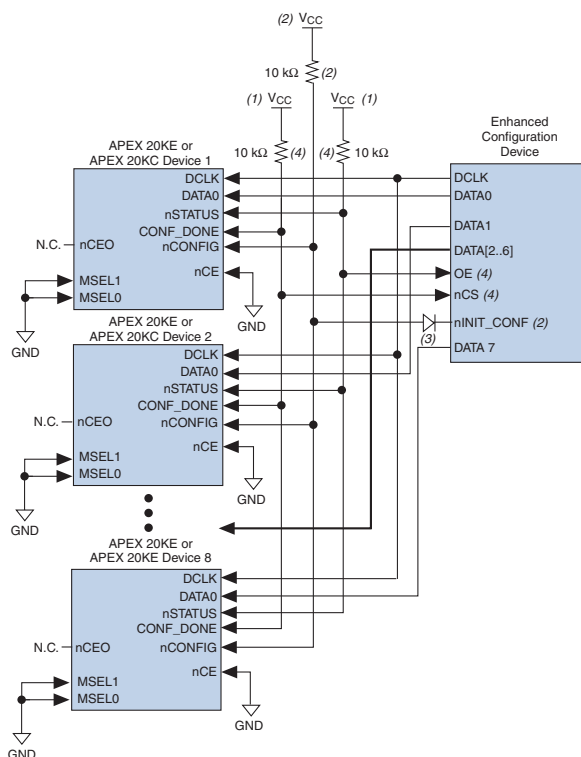 (2) VCC
10 kΩ (2)
(1) VCC
VCC (1)
10 kΩ (4)
(4) 10 kΩ
Enhanced
Configuration
Device
DCLK
DATA0
DATA1
DATA[2..6]
OE (4)
nCS (4)
nINIT_CONF (2)
(3)
DATA 7
APEX 20KE or
APEX 20KC Device 1
DCLK
DATA0
nSTATUS
CONF_DONE
nCONFIG
N.C.
nCEO
nCE
MSEL1
MSEL0
GND
GND
APEX 20KE or
APEX 20KC Device 2
DCLK
DATA0
nSTATUS
CONF_DONE
nCONFIG
N.C.
nCEO
nCE
MSEL1
MSEL0
GND
GND
APEX 20KE or
APEX 20KE Device 8
DCLK
DATA0
nSTATUS
CONF_DONE
nCONFIG
N.C.
nCEO
nCE
MSEL1
MSEL0
GND
GND